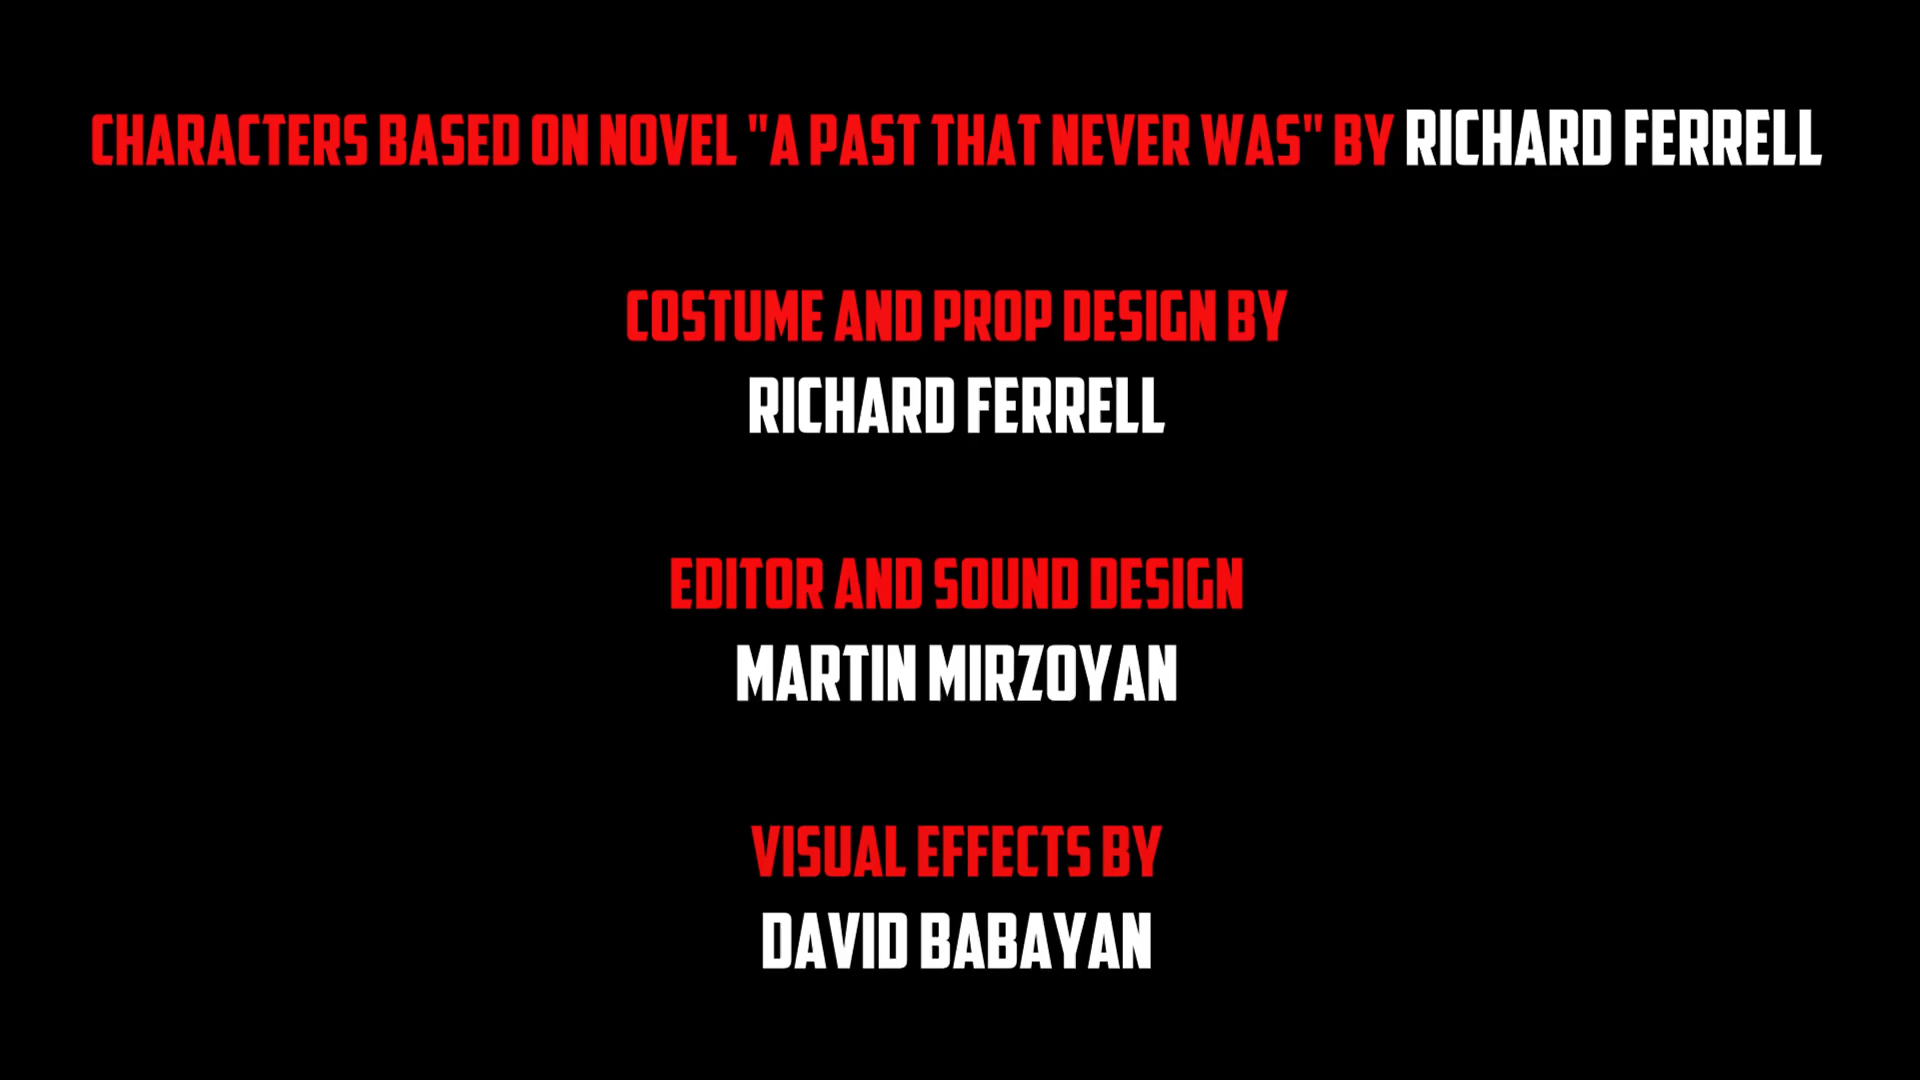 CHARACTERS BASED ON NOVEL "A PAST THAT NEVER WAS" BY RICHARD FERRELL
COSTUME AND PROP DESIGN BY
RICHARD FERRELL
EDITOR AND SOUND DESIGN
MARTIN MIRZOYAN
VISUAL EFFECTS BY
DAVID BABAYAN